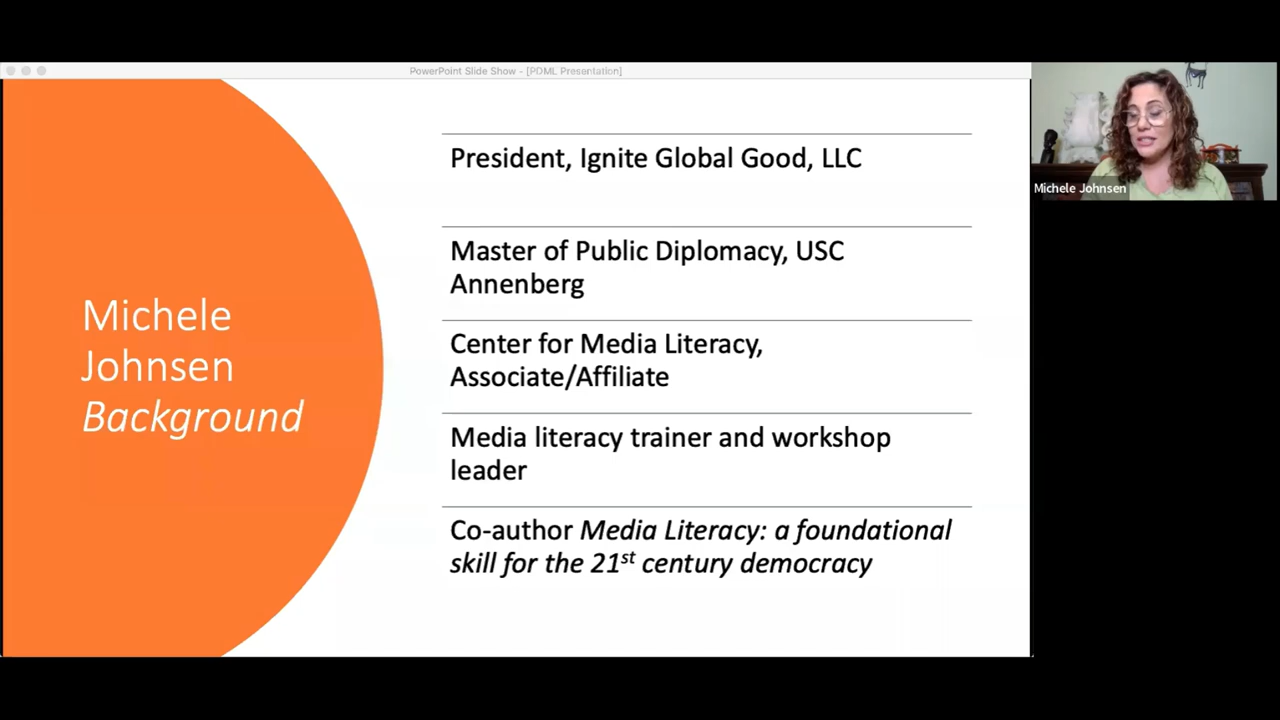 PowerPoint Slide Show - [PDML Presentation]
Michele
Johnsen
Background
President, Ignite Global Good, LLC
Master of Public Diplomacy, USC
Annenberg
Center for Media Literacy,
Associate/Affiliate
Media literacy trainer and workshop
leader
Co-author Media Literacy: a foundational
skill for the 21st century democracy
Michele Johnsen